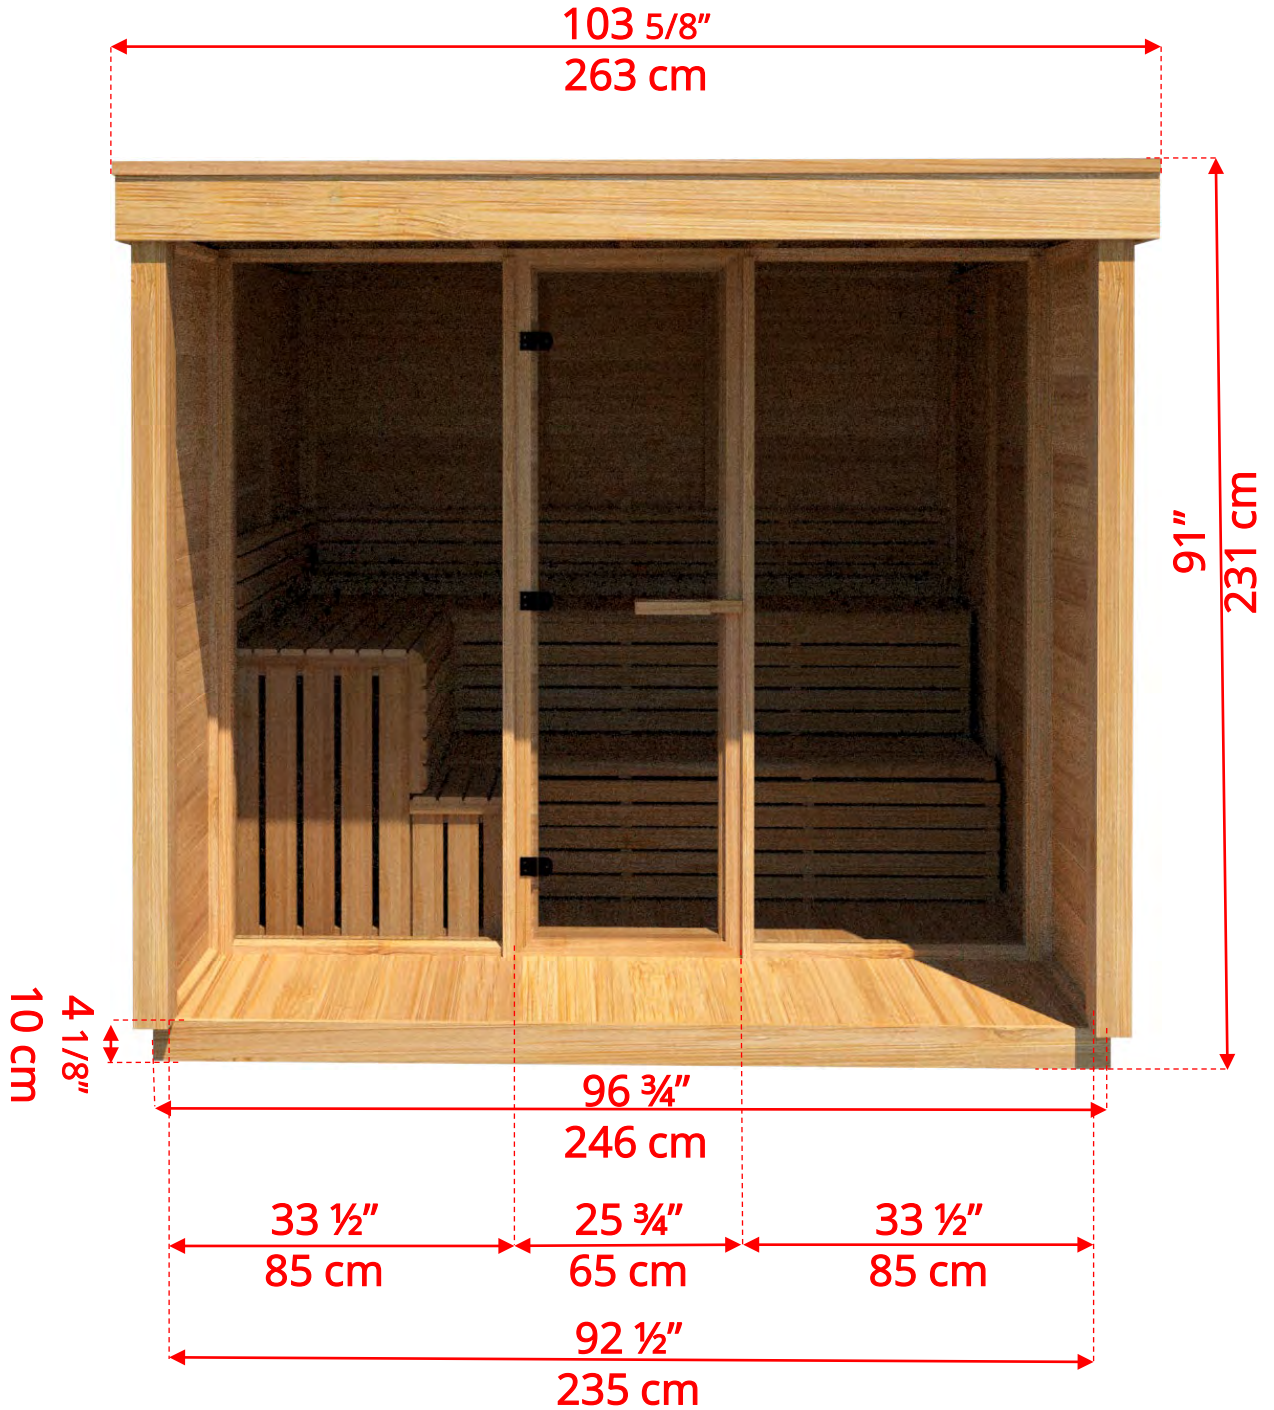 103 5/8”
263 cm
91”
231 cm
4 1/8”
10 cm
96 ¾”
246 cm
33 ½”
85 cm
25 ¾”
65 cm
33 ½”
85 cm
92 ½”
235 cm